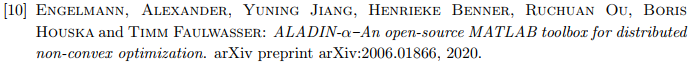 [10] Engelmann, Alexander, Yuning Jiang, Henrieke Benner, Ruchuan Ou, Boris
Houska and Timm Faulwasser: ALADIN-α–An open-source MATLAB toolbox for distributed
non-convex optimization. arXiv preprint arXiv:2006.01866, 2020.